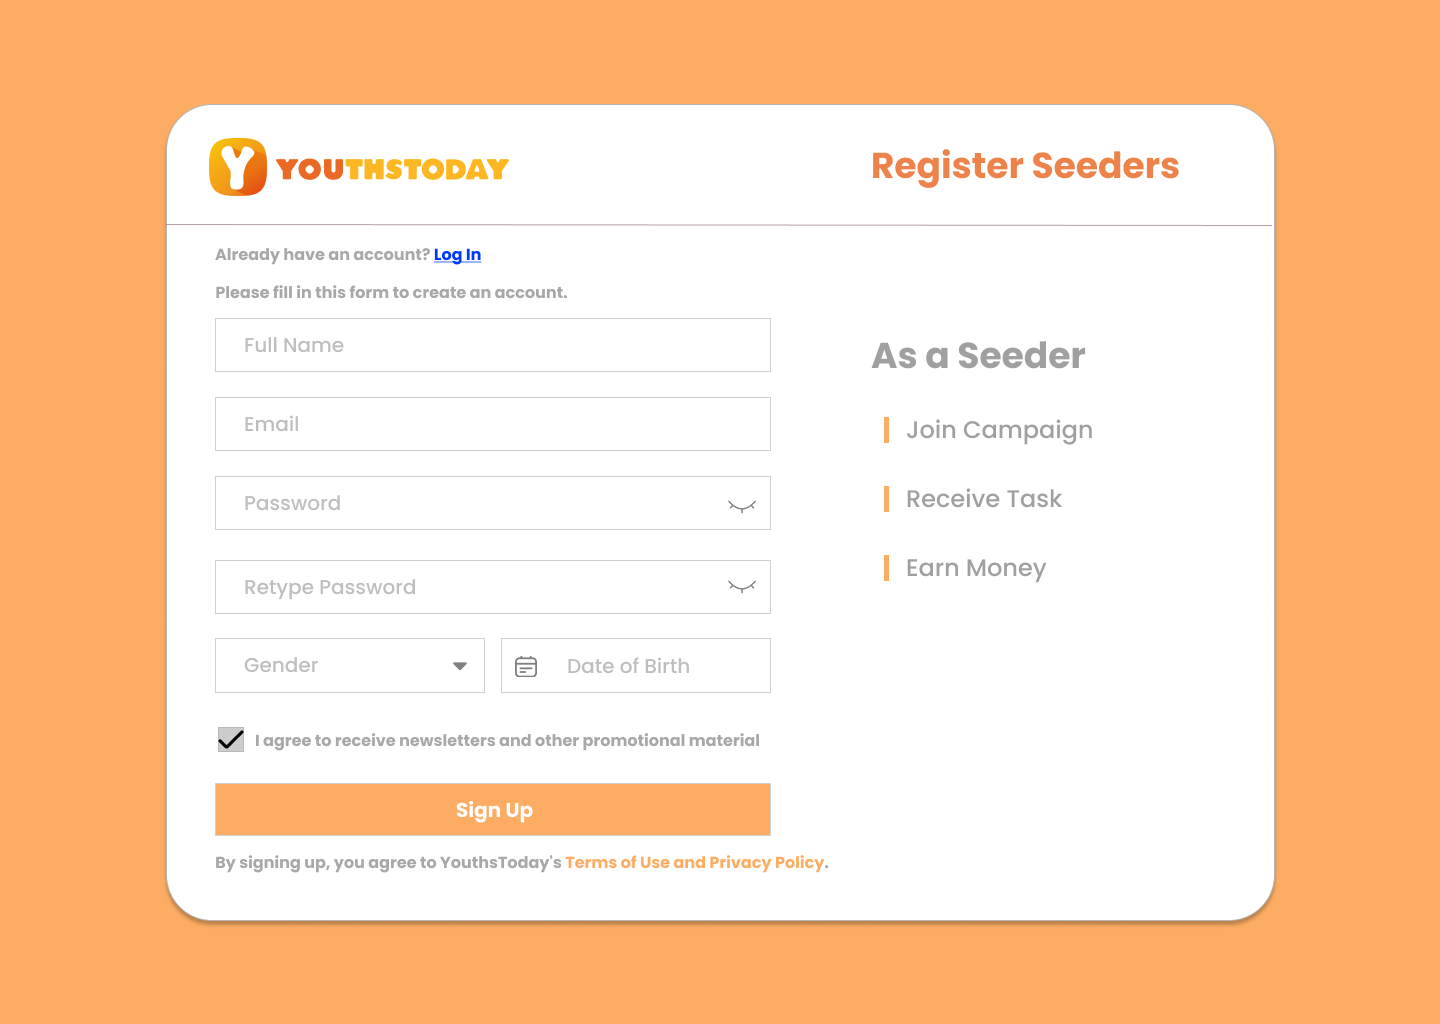 YOUTHSTODAY
Register Seeders
Already have an account? Log In
Please fill in this form to create an account.
Full Name
Email
Password
Retype Password
Gender
Date of Birth
I agree to receive newsletters and other promotional material
Sign Up
By signing up, you agree to YouthsToday's Terms of Use and Privacy Policy.
As a Seeder
Join Campaign
Receive Task
Earn Money